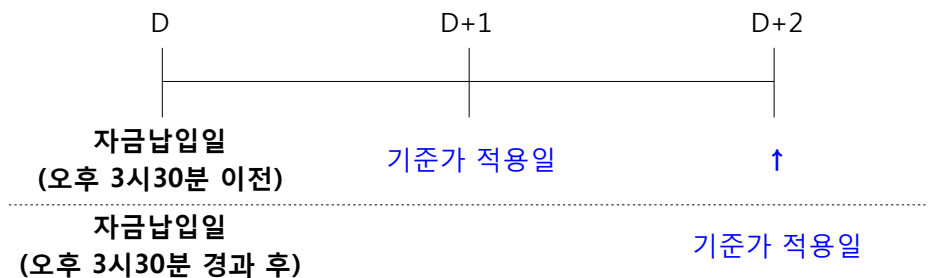 D D+1 D+2
자금납입일
(오후 3시30분 이전)
기준가 적용일
↑
자금납입일
(오후 3시30분 경과 후)
기준가 적용일